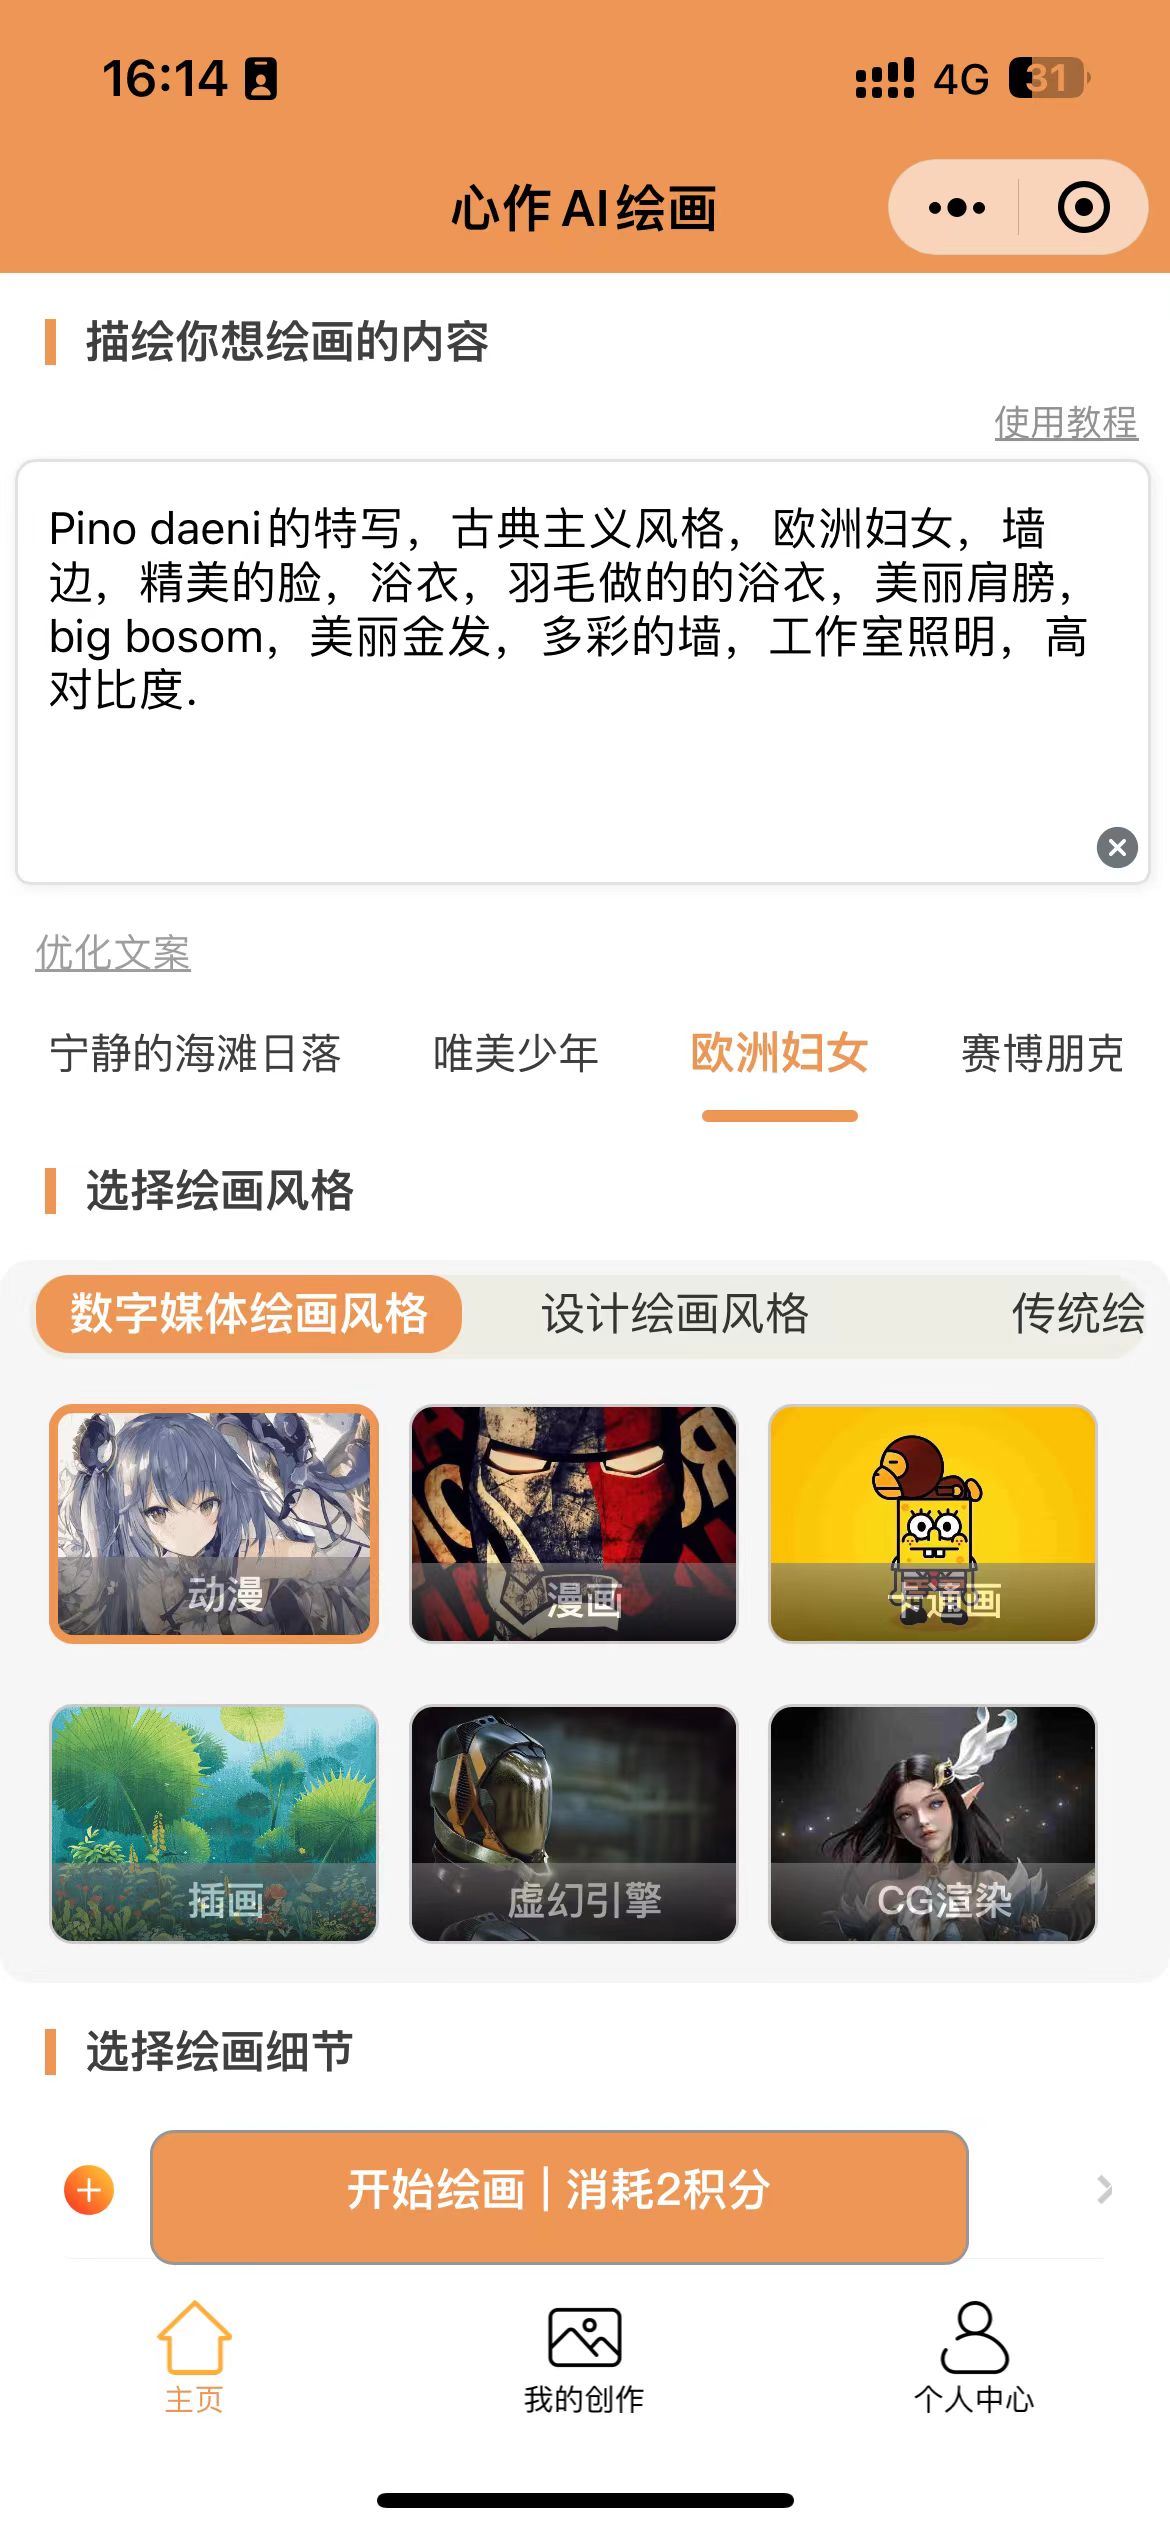 16:14
4G
31
心作AI绘画
描绘你想绘画的内容
使用教程
Pino daeni的特写，古典主义风格，欧洲妇女，墙
边，精美的脸，浴衣，羽毛做的的浴衣，美丽肩膀，
big bosom，美丽金发，多彩的墙，工作室照明，高
对比度.
优化文案
宁静的海滩日落 唯美少年 欧洲妇女 赛博朋克
选择绘画风格
数字媒体绘画风格 设计绘画风格 传统绘
动漫 漫画 卡通画
插画 虚幻引擎 CG渲染
选择绘画细节
开始绘画 | 消耗2积分
主页 我的创作 个人中心